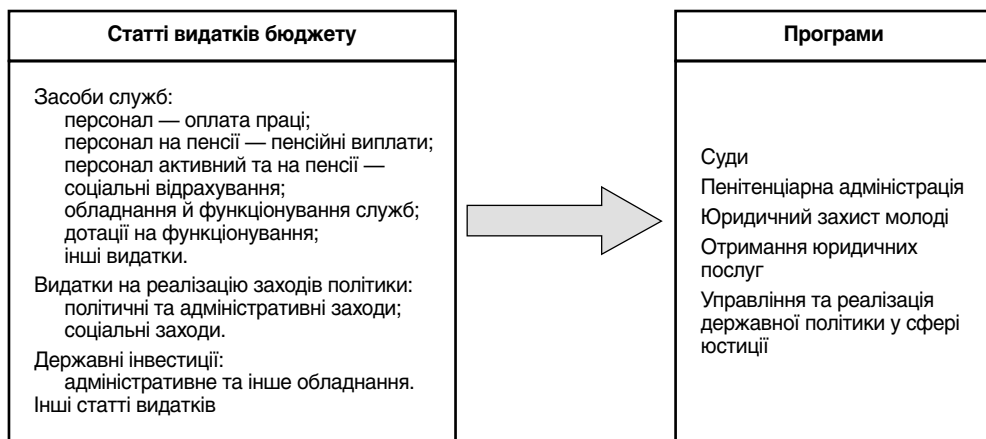 Статті видатків бюджету
Засоби служб:
персонал — оплата праці;
персонал на пенсії — пенсійні виплати;
персонал активний та на пенсії —
соціальні відрахування;
обладнання й функціонування служб;
дотації на функціонування;
інші видатки.
Видатки на реалізацію заходів політики:
політичні та адміністративні заходи;
соціальні заходи.
Державні інвестиції:
адміністративне та інше обладнання.
Інші статті видатків
Програми
Суди
Пенітенціарна адміністрація
Юридичний захист молоді
Отримання юридичних
послуг
Управління та реалізація
державної політики у сфері
юстиції